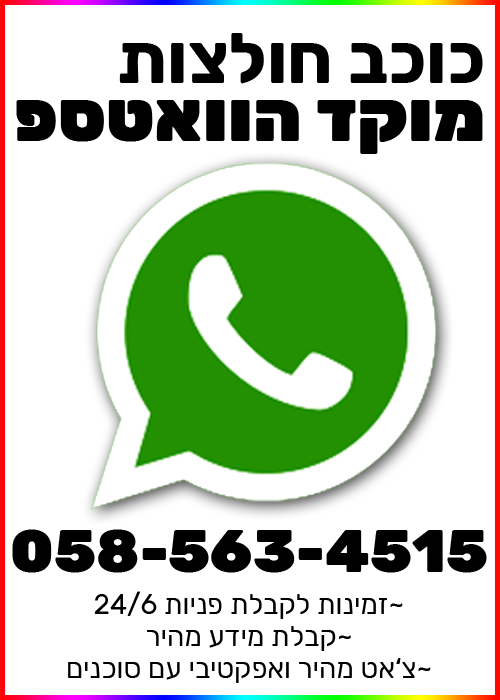 כוכב חולצות
מוקד הוואטספ
058-563-4515
~זמינות לקבלת פניות 24/6
~קבלת מידע מהיר
~צ'אט מהיר ואפקטיבי עם סוכנים